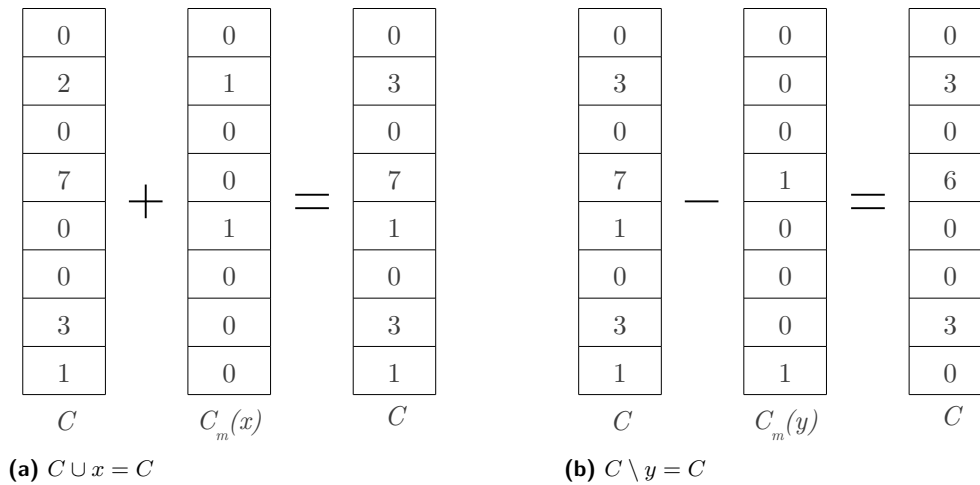 0 0 0 0 0 0
2 1 3 3 0 3
0 0 0 0 0 0
7 0 7 7 1 6
+ = − =
0 1 1 1 0 0
0 0 0 0 0 0
3 0 3 3 0 3
1 0 1 1 1 0
C C_m(x) C C C_m(y) C
(a) C ∪ x = C (b) C \ y = C